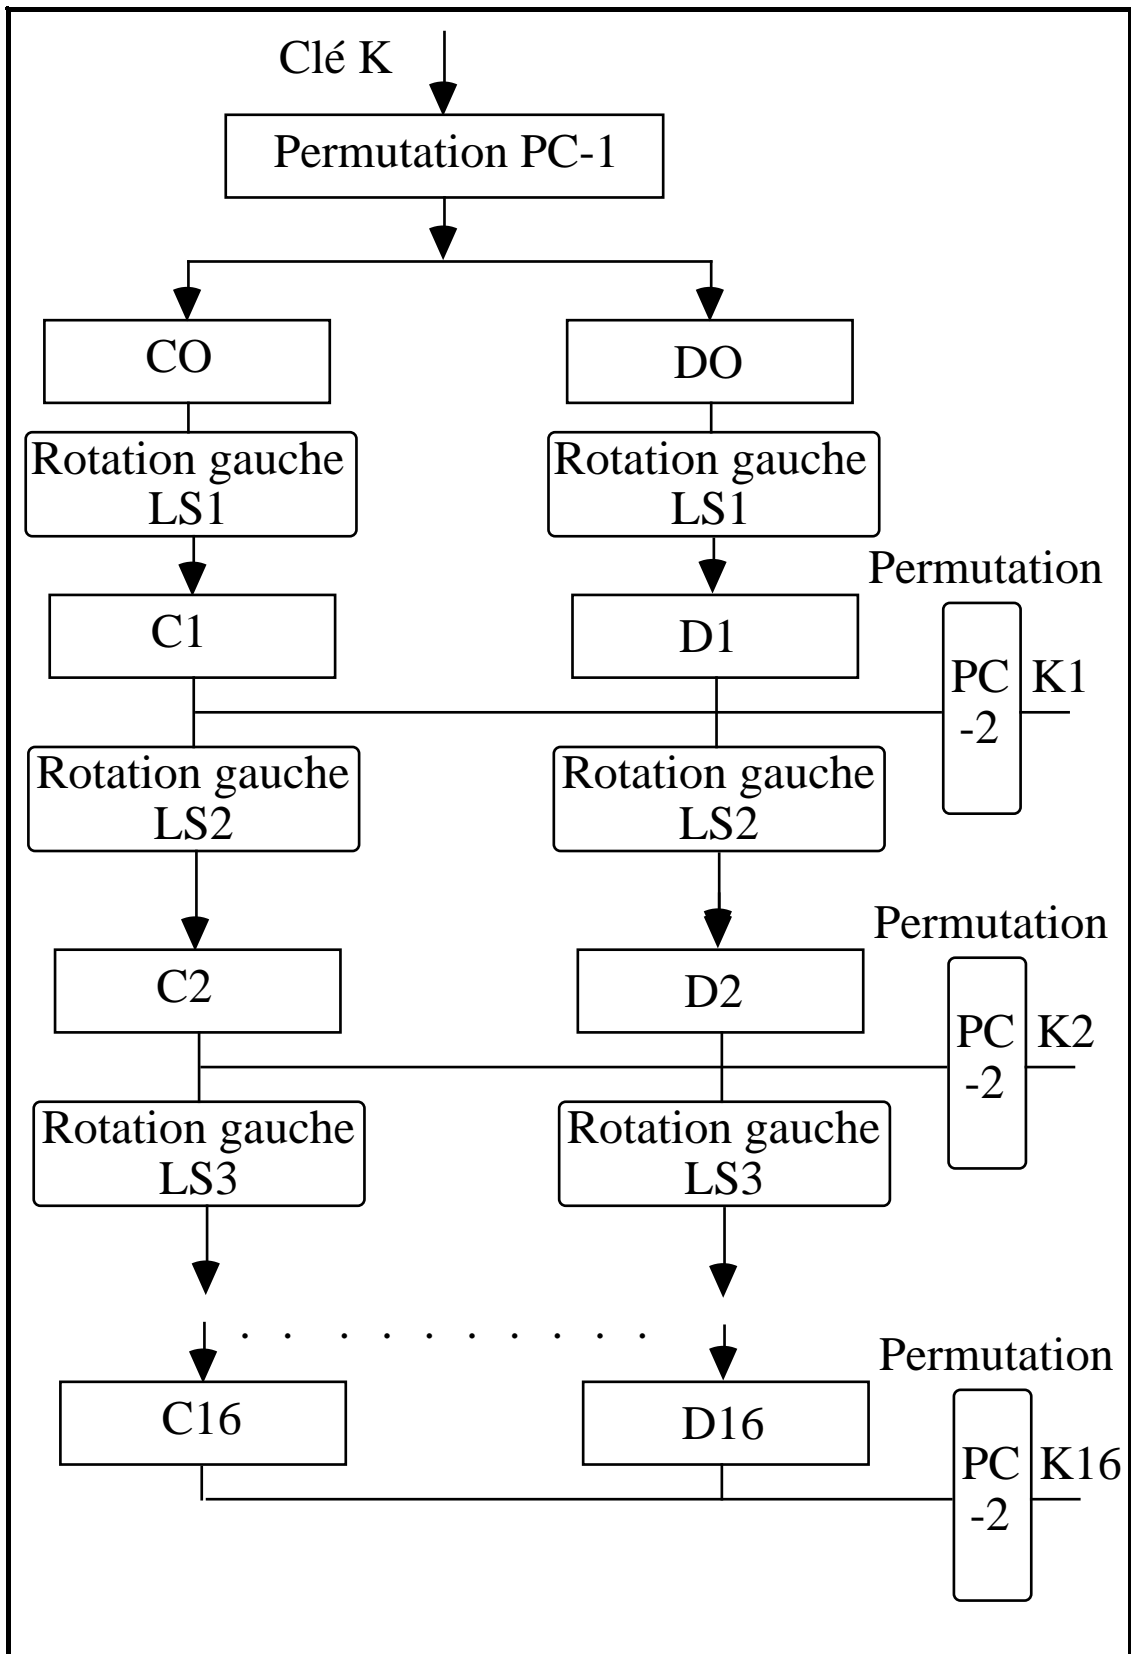 Clé K
Permutation PC-1
CO
DO
Rotation gauche
LS1
Rotation gauche
LS1
Permutation
C1
D1
PC
-2
K1
Rotation gauche
LS2
Rotation gauche
LS2
Permutation
C2
D2
PC
-2
K2
Rotation gauche
LS3
Rotation gauche
LS3
. . . . . . . . . .
Permutation
C16
D16
PC
-2
K16